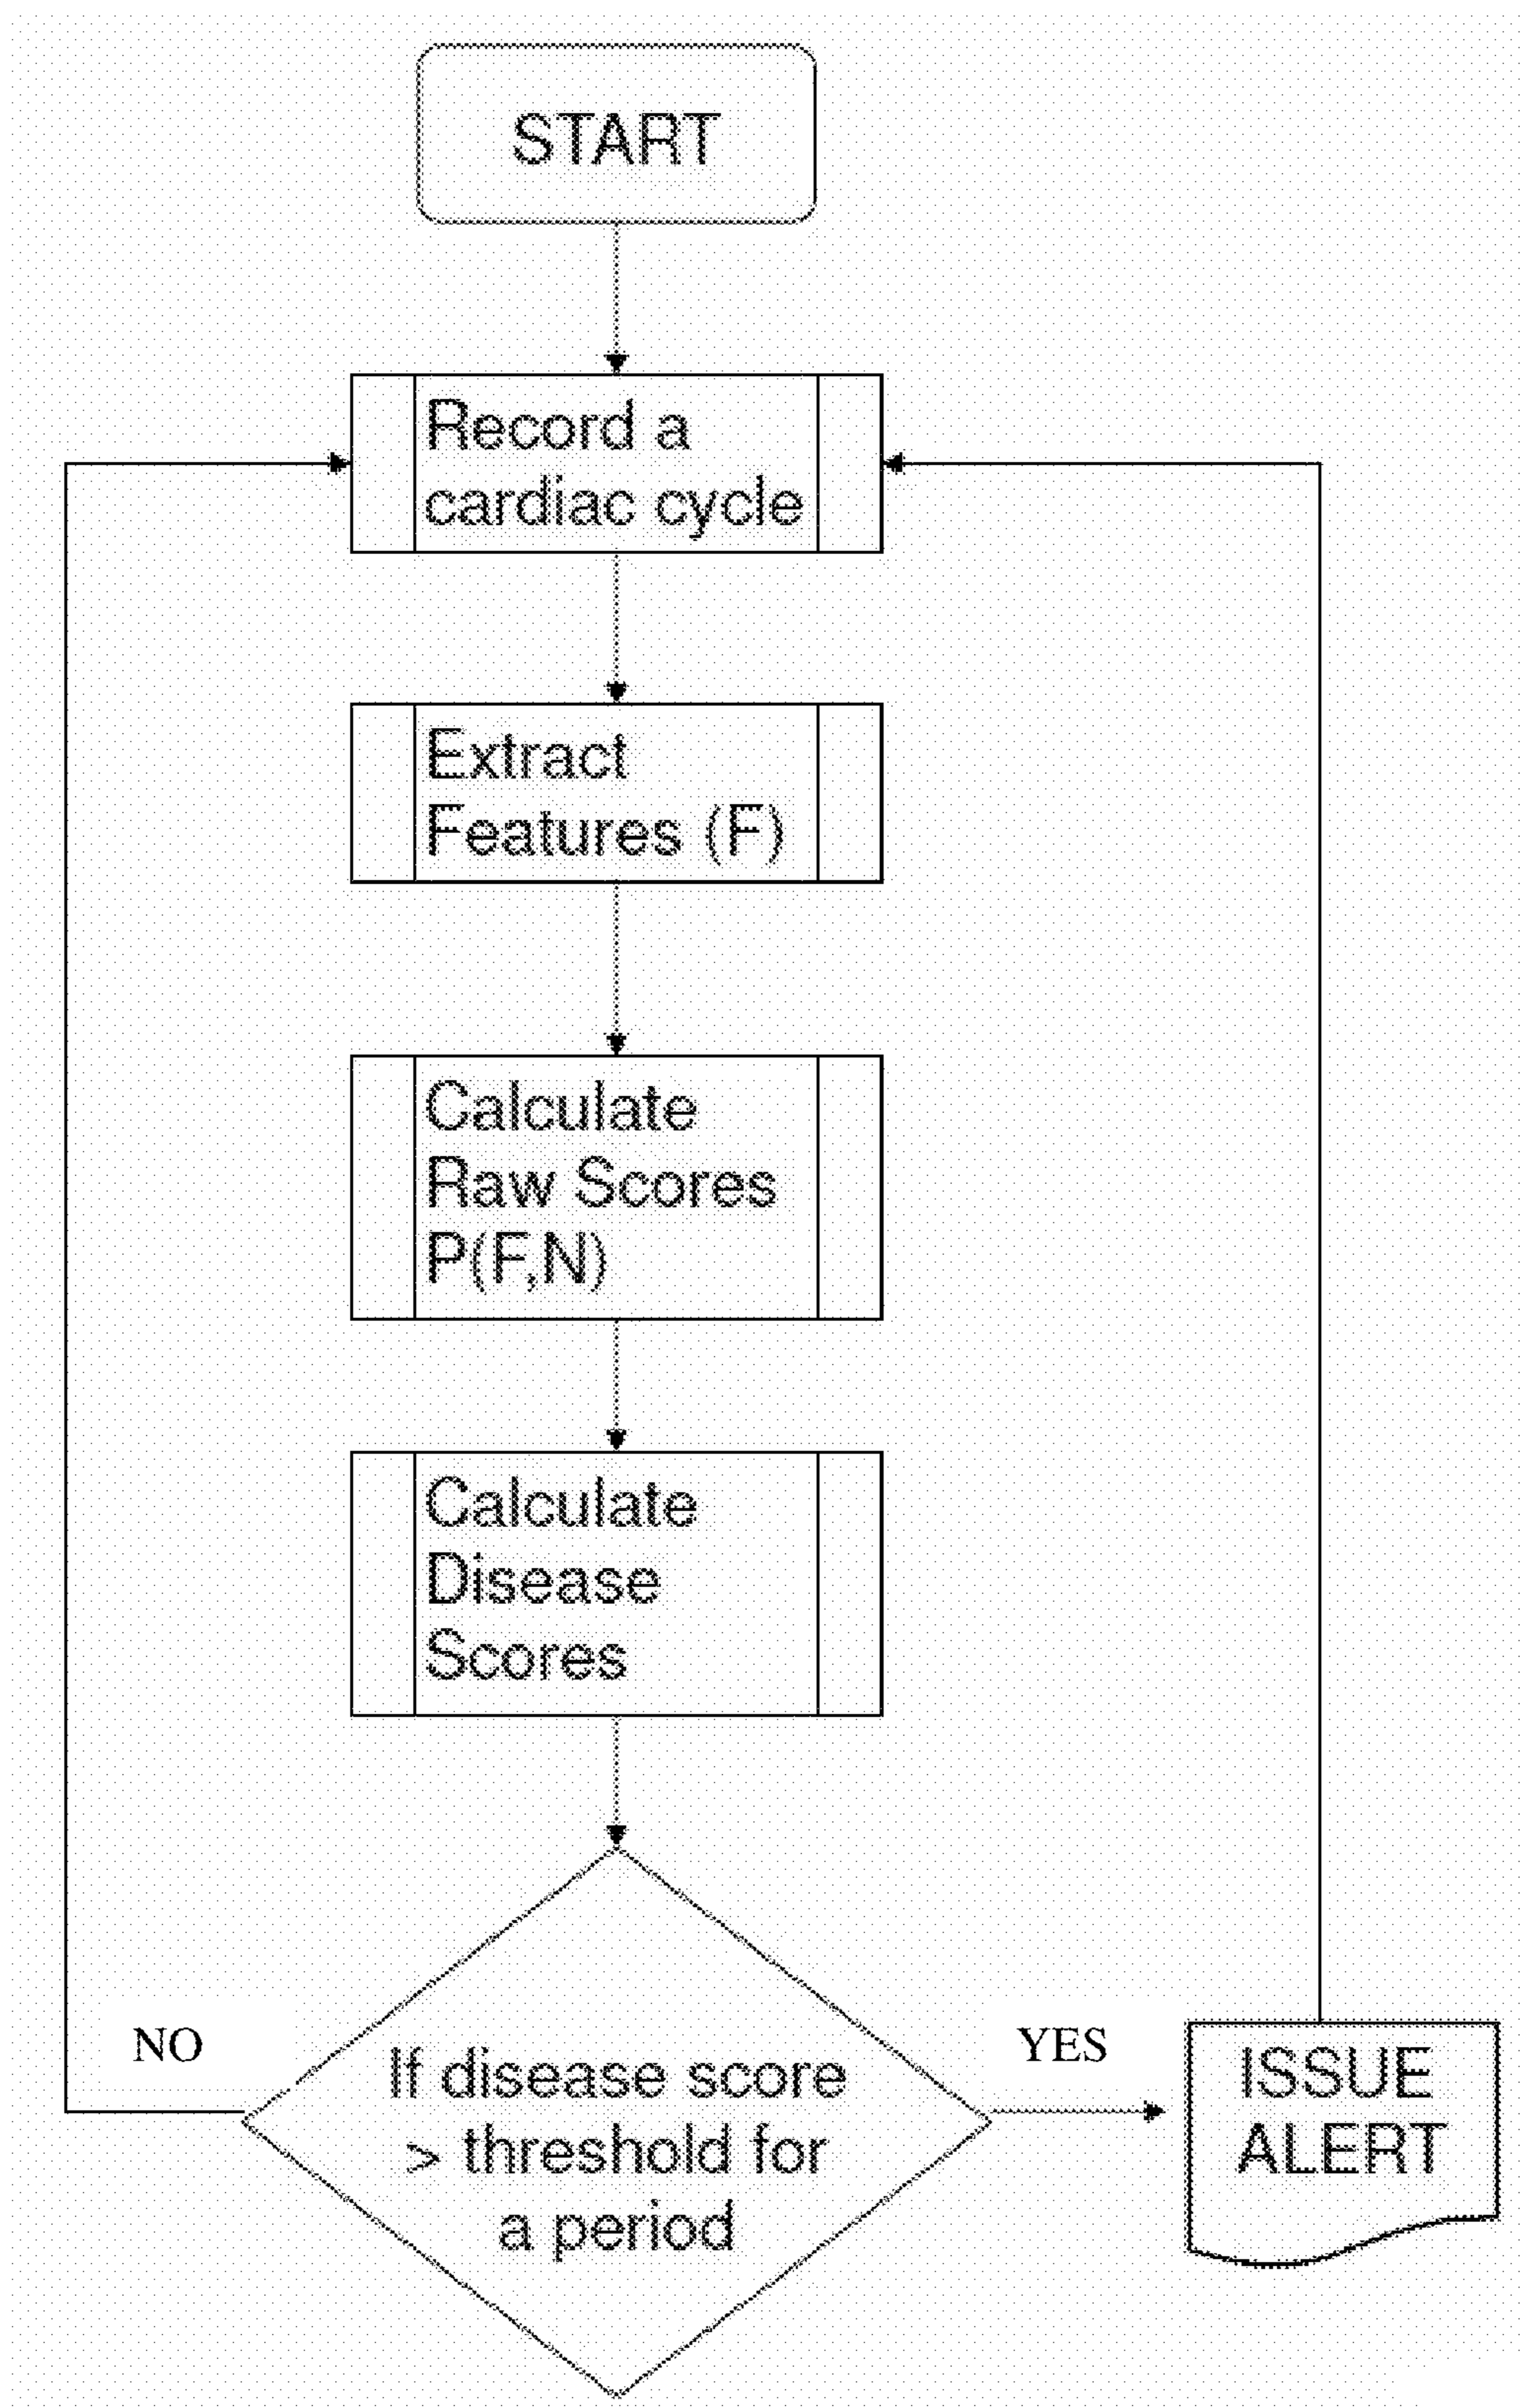 START
Record a
cardiac cycle
Extract
Features (F)
Calculate
Raw Scores
P(F,N)
Calculate
Disease
Scores
NO
If disease score
> threshold for
a period
YES
ISSUE
ALERT